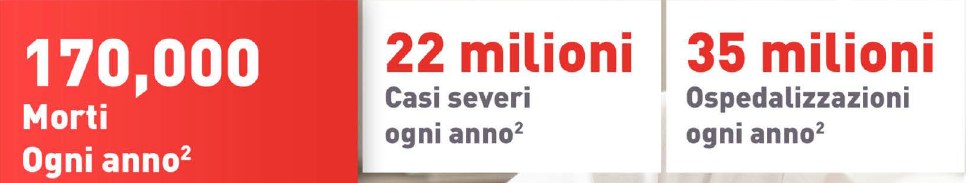 170,000
Morti
Ogni anno²
22 milioni
Casi severi
ogni anno²
35 milioni
Ospedalizzazioni
ogni anno²